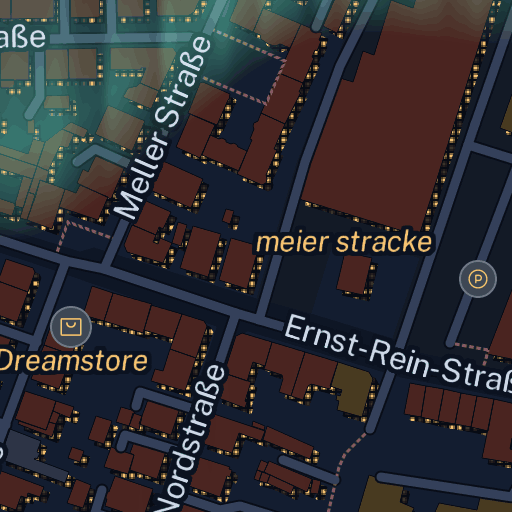 aße
Meller Straße
meier stracke
P
Ernst-Rein-Straß
Dreamstore
Nordstraße